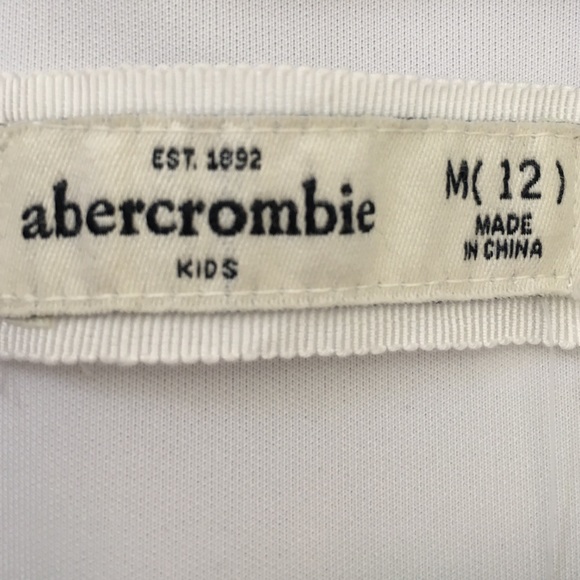 EST. 1892
abercrombie
KIDS
M( 12 )
MADE
IN CHINA